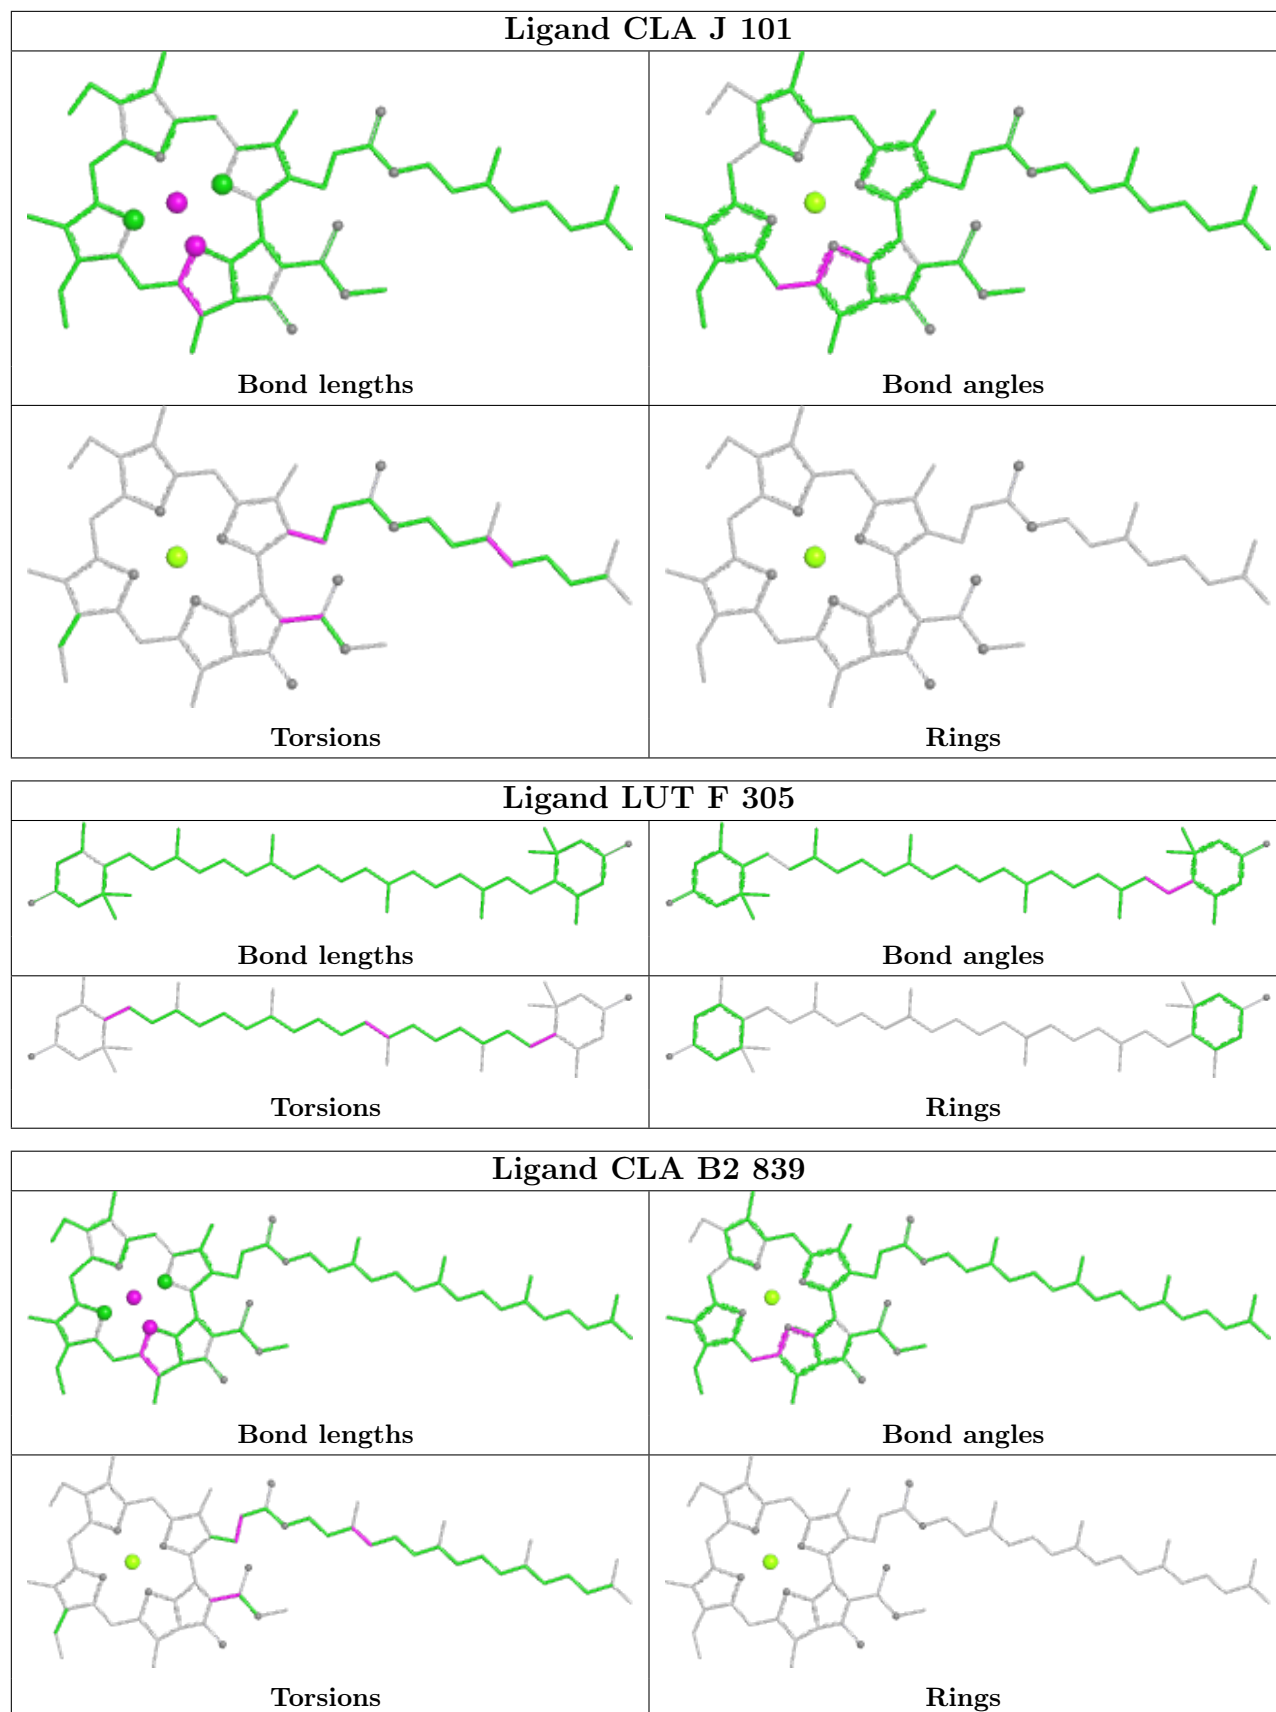 Ligand CLA J 101
Bond lengths
Bond angles
Torsions
Rings
Ligand LUT F 305
Bond lengths
Bond angles
Torsions
Rings
Ligand CLA B2 839
Bond lengths
Bond angles
Torsions
Rings